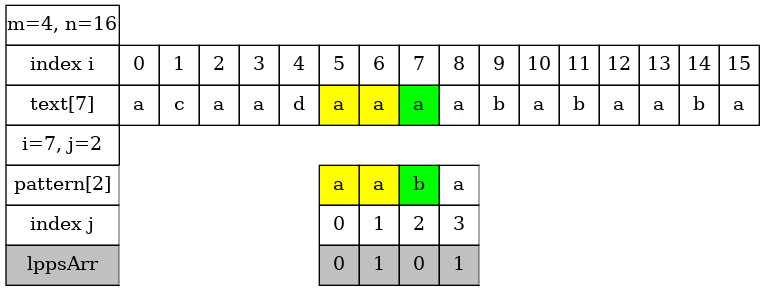 m=4, n=16
index i 0 1 2 3 4 5 6 7 8 9 10 11 12 13 14 15
text[7] a c a a d a a a a b a b a a b a
i=7, j=2
pattern[2] a a b a
index j 0 1 2 3
lppsArr 0 1 0 1